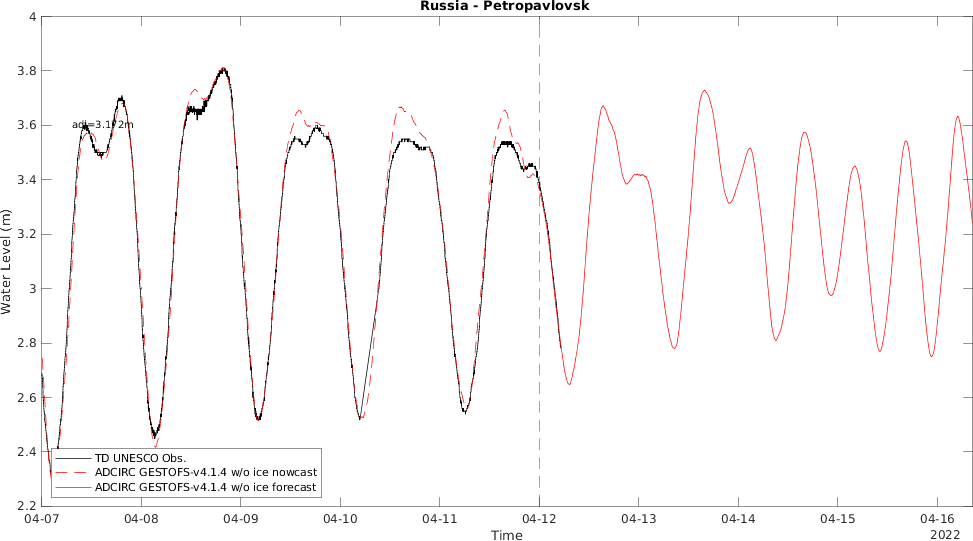 Russia - Petropavlovsk
4
3.8
3.6
3.4
3.2
3
2.8
2.6
2.4
2.2
Water Level (m)
adj=3.172m
TD UNESCO Obs.
ADCIRC GESTOFS-v4.1.4 w/o ice nowcast
ADCIRC GESTOFS-v4.1.4 w/o ice forecast
04-07 04-08 04-09 04-10 04-11 04-12 04-13 04-14 04-15 04-16
Time 2022